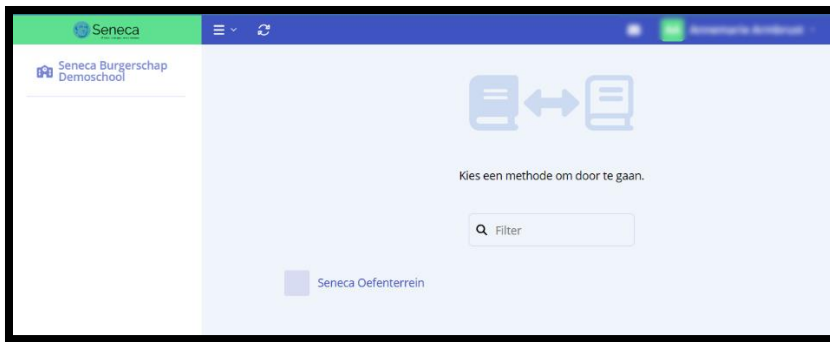 Seneca
Seneca Burgerschap
Demoschool
Kies een methode om door te gaan.
Filter
Seneca Oefenterrein